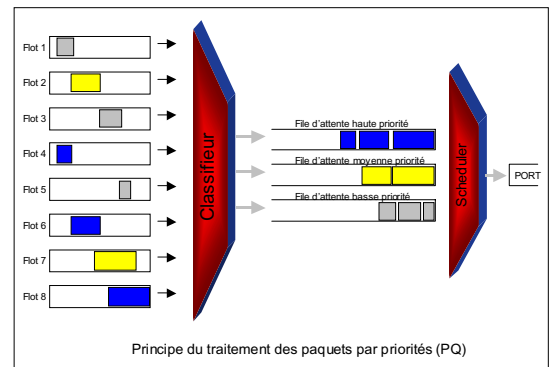 Flot 1
Flot 2
Flot 3
Flot 4
Flot 5
Flot 6
Flot 7
Flot 8
Classifieur
File d'attente haute priorité
File d'attente moyenne priorité
File d'attente basse priorité
Scheduler
PORT
Principe du traitement des paquets par priorités (PQ)